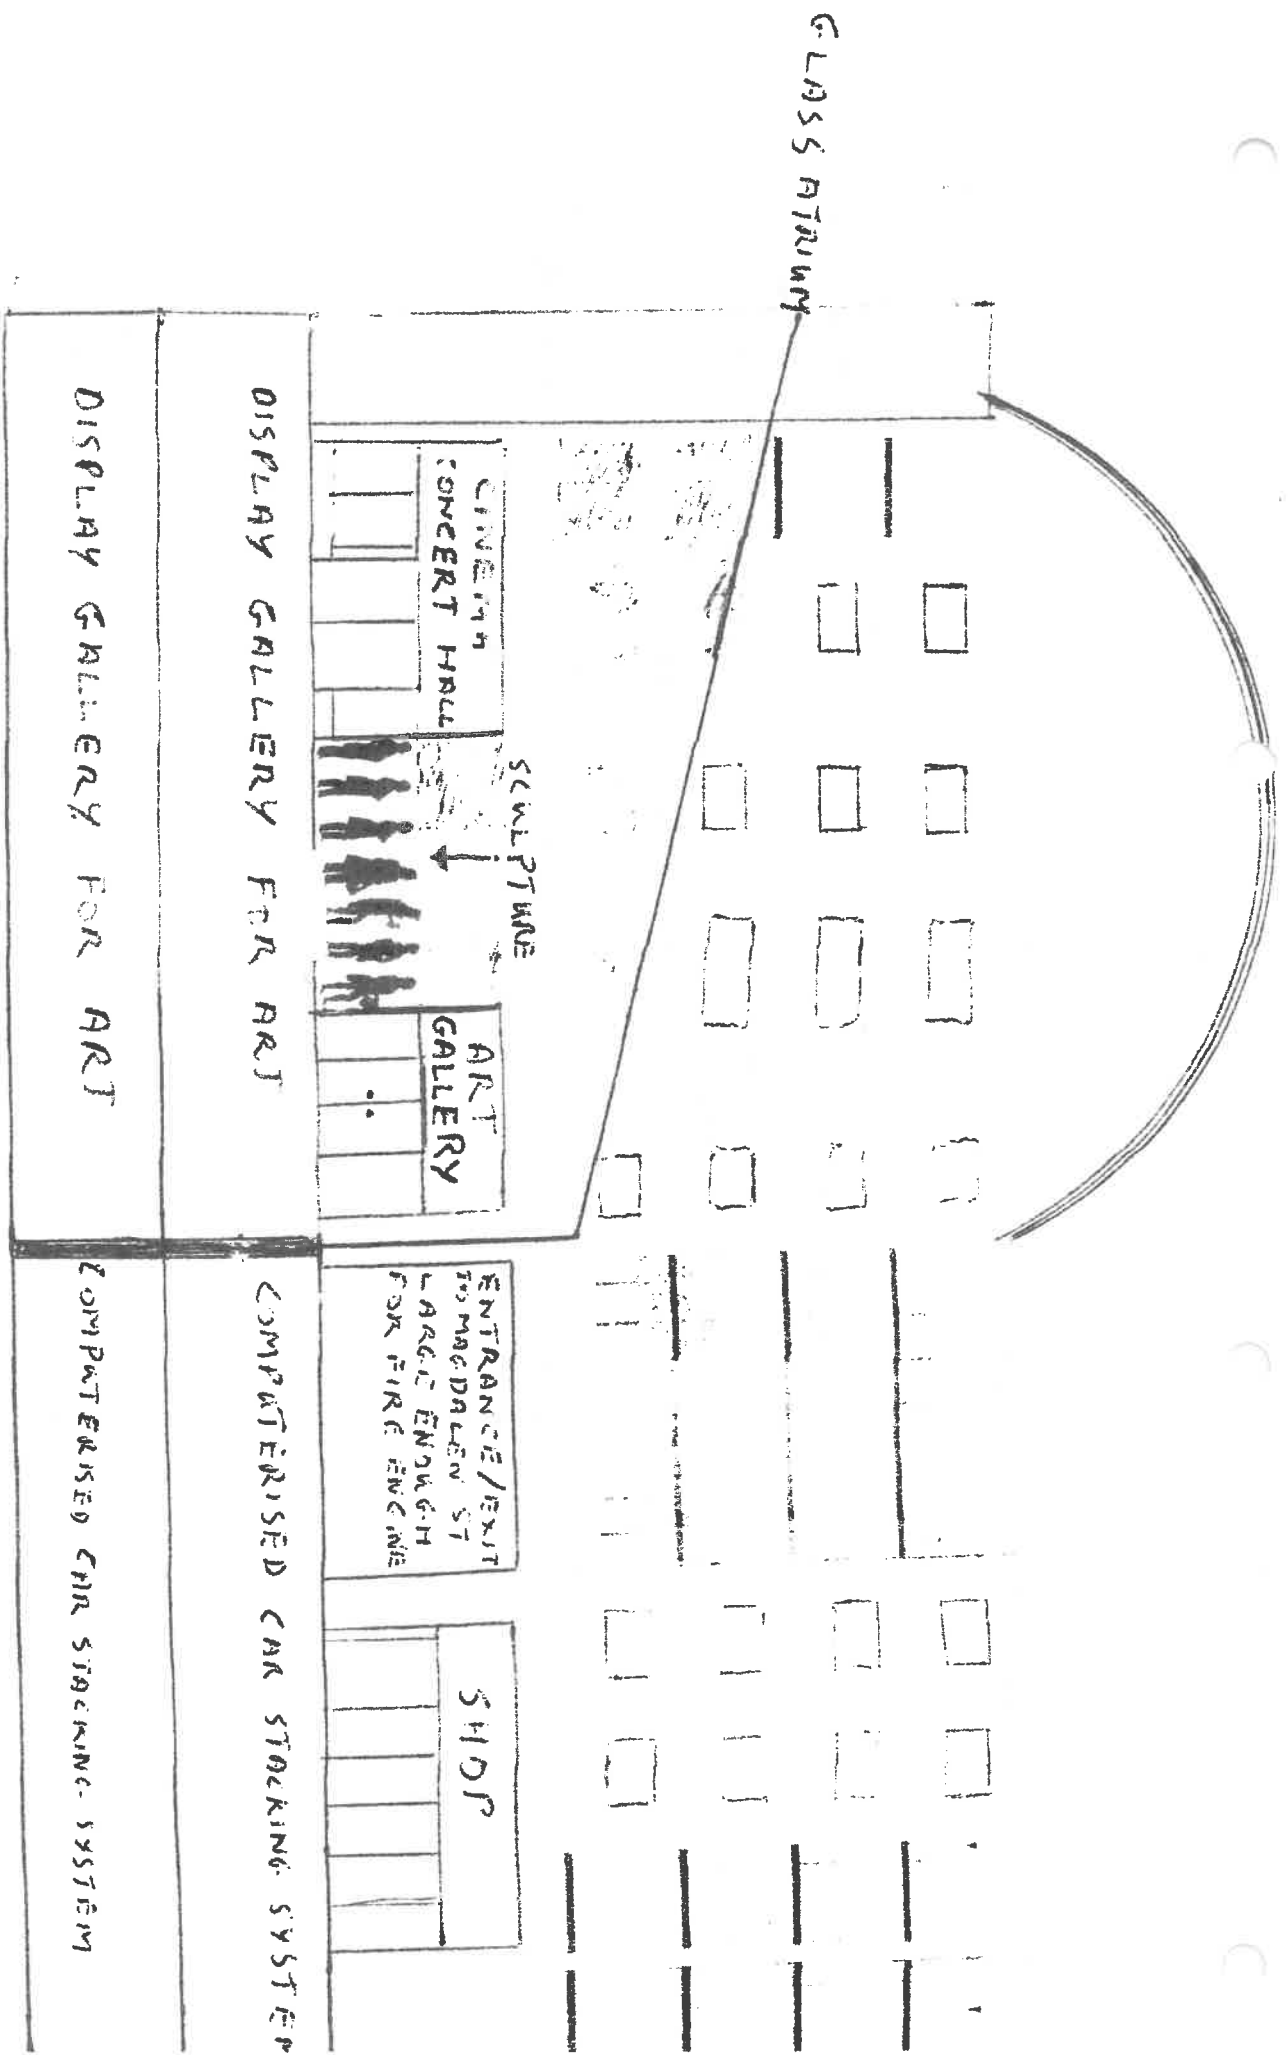 GLASS ATRIUM
CINEMA
CONCERT HALL
SCULPTURE
ART
GALLERY
ENTRANCE/EXIT
TO MAGDALEN ST
LARGE ENOUGH
FOR FIRE ENGINE
SHOP
DISPLAY GALLERY FOR ART
COMPUTERISED CAR STACKING SYSTEM
DISPLAY GALLERY FOR ART
COMPUTERISED CAR STACKING SYSTEM